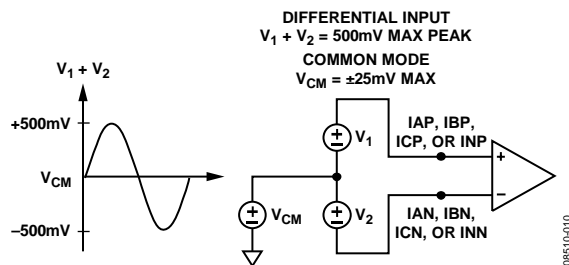 DIFFERENTIAL INPUT
V1 + V2 = 500mV MAX PEAK
COMMON MODE
VCM = ±25mV MAX
V1 + V2
+500mV
VCM
–500mV
V1
IAP, IBP,
ICP, OR INP
+
–
VCM
V2
IAN, IBN,
ICN, OR INN
08510-010